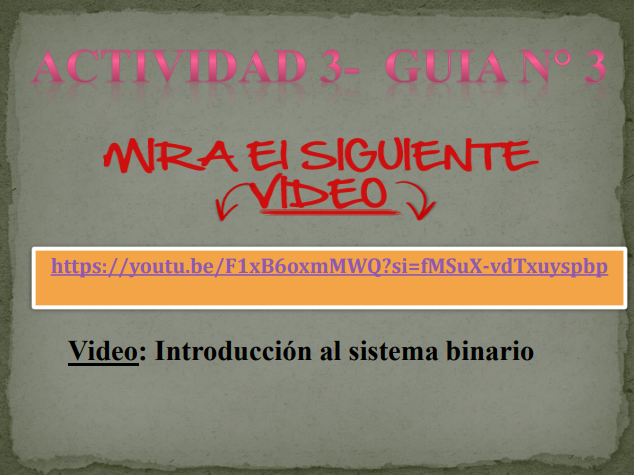 ACTIVIDAD 3- GUIA N° 3
MIRA El SIGUIENTE
VIDEO
https://youtu.be/F1xB6oxmMWQ?si=fMSuX-vdTxuyspbp
Video: Introducción al sistema binario